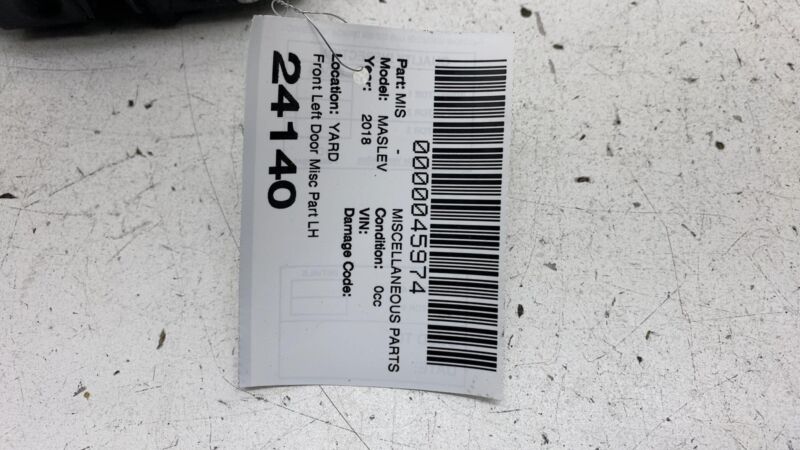 0000045974
Part: MIS - MISCELLANEOUS PARTS
Model: MASLEV Condition: 0cc
Year: 2018 VIN:
Damage Code:
Location: YARD
Front Left Door Misc Part LH
24140